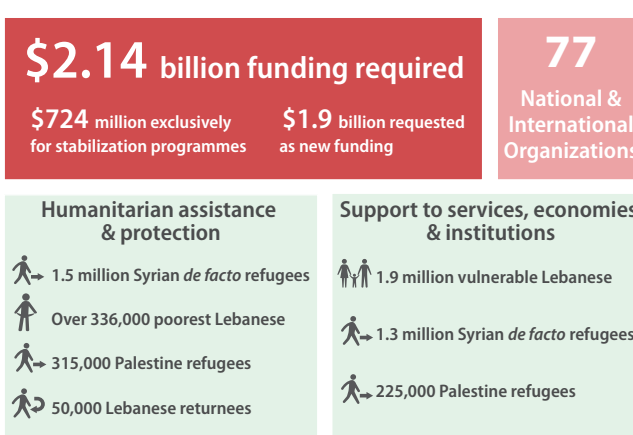 $2.14 billion funding required
$724 million exclusively
for stabilization programmes
$1.9 billion requested
as new funding
77
National &
International
Organizations
Humanitarian assistance
& protection
1.5 million Syrian de facto refugees
Over 336,000 poorest Lebanese
315,000 Palestine refugees
50,000 Lebanese returnees
Support to services, economies
& institutions
1.9 million vulnerable Lebanese
1.3 million Syrian de facto refugees
225,000 Palestine refugees